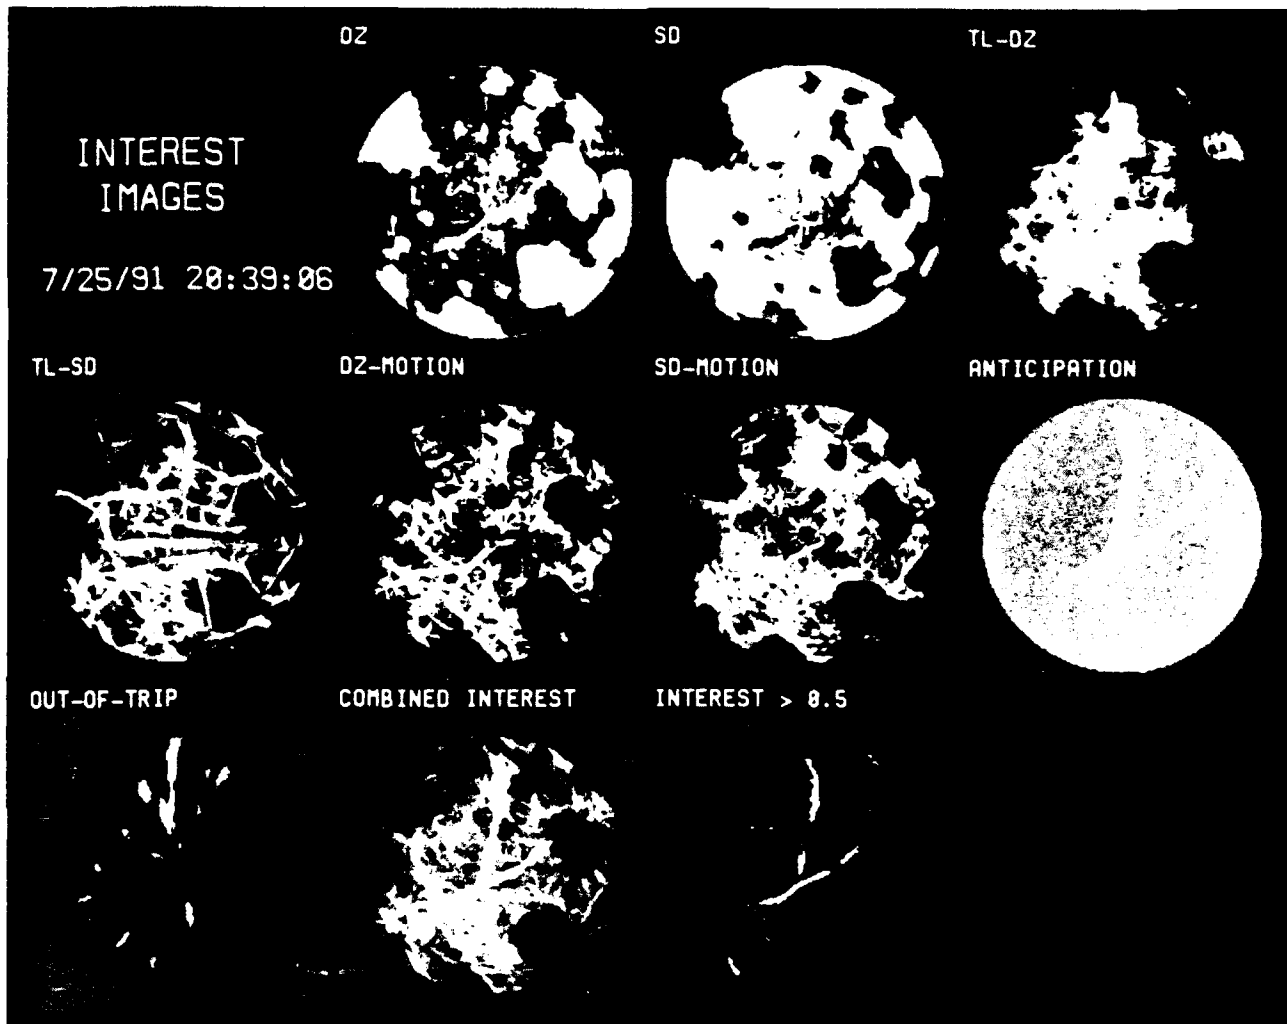 DZ
SD
TL-DZ
INTEREST
IMAGES
7/25/91 20:39:06
TL-SD
DZ-MOTION
SD-MOTION
ANTICIPATION
OUT-OF-TRIP
COMBINED INTEREST
INTEREST > 0.5